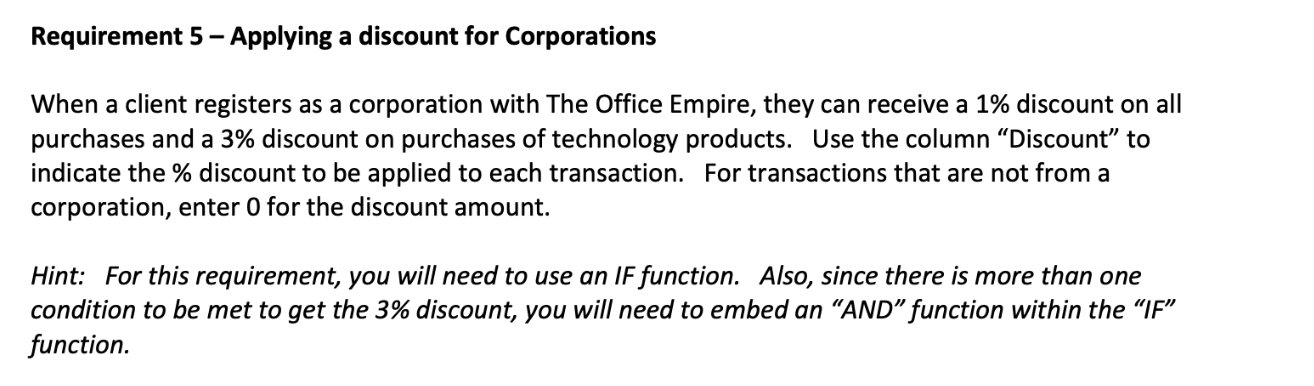 Requirement 5 – Applying a discount for Corporations
When a client registers as a corporation with The Office Empire, they can receive a 1% discount on all
purchases and a 3% discount on purchases of technology products.   Use the column “Discount” to
indicate the % discount to be applied to each transaction.   For transactions that are not from a
corporation, enter 0 for the discount amount.
Hint:   For this requirement, you will need to use an IF function.   Also, since there is more than one
condition to be met to get the 3% discount, you will need to embed an “AND” function within the “IF”
function.